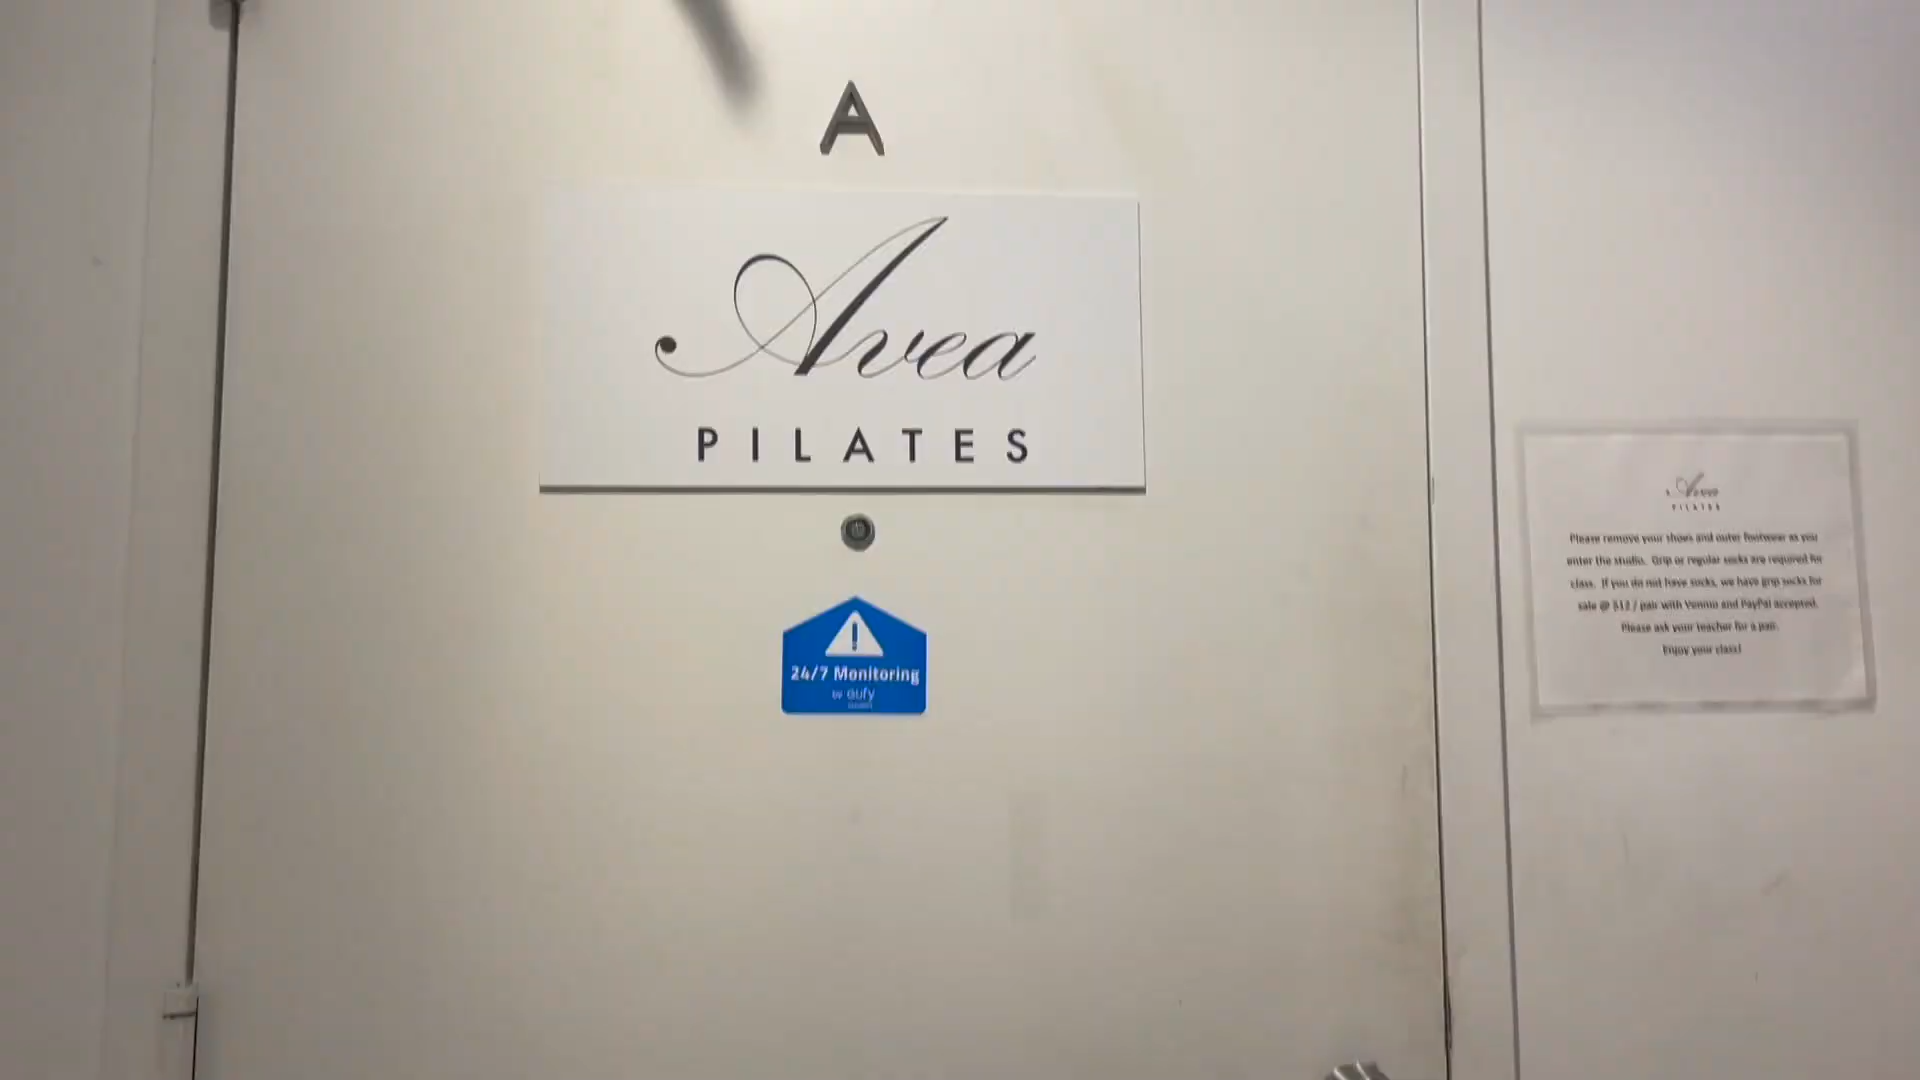 A
Avea
PILATES
24/7 Monitoring
BY eufy
Avea
PILATES
Please remove your shoes and outer footwear as you
enter the studio. Grip or regular socks are required for
class. If you do not have socks, we have grip socks for
sale @ $12 / pair with Venmo and PayPal accepted.
Please ask your teacher for a pair.
Enjoy your class!